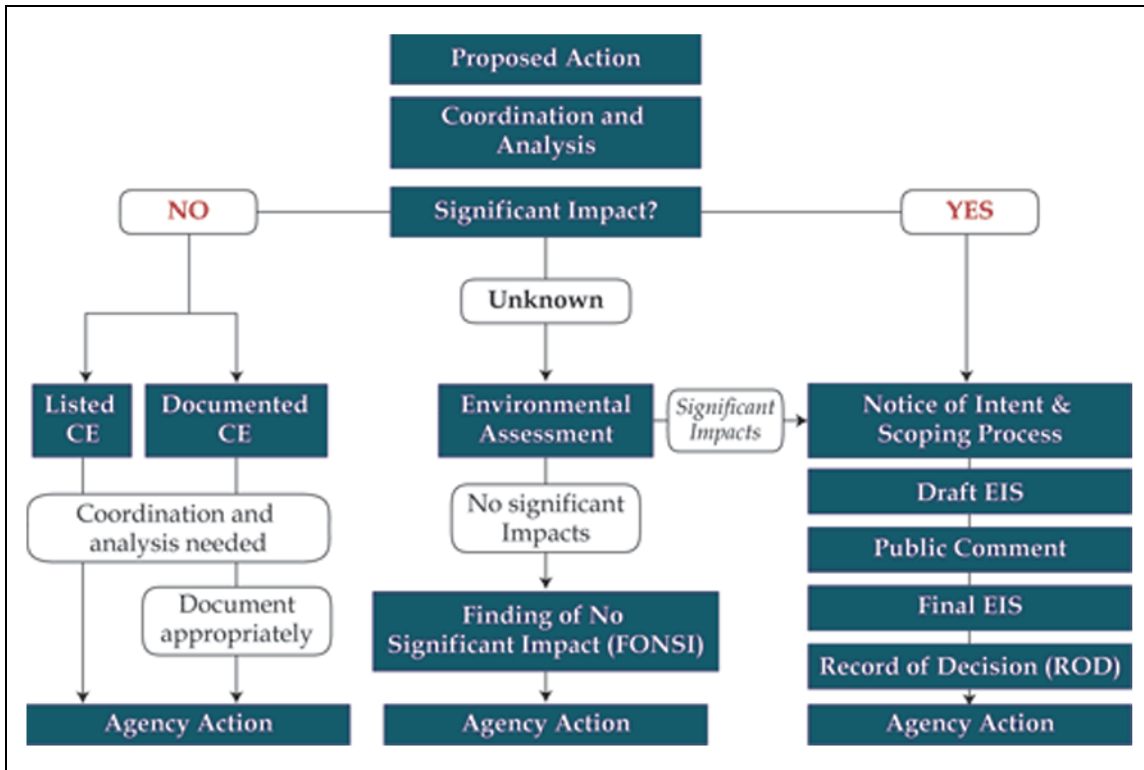 Proposed Action
Coordination and
Analysis
NO
Significant Impact?
YES
Unknown
Listed
CE
Documented
CE
Environmental
Assessment
Significant
Impacts
Notice of Intent &
Scoping Process
Coordination and
analysis needed
No significant
Impacts
Draft EIS
Public Comment
Document
appropriately
Finding of No
Significant Impact (FONSI)
Final EIS
Record of Decision (ROD)
Agency Action
Agency Action
Agency Action